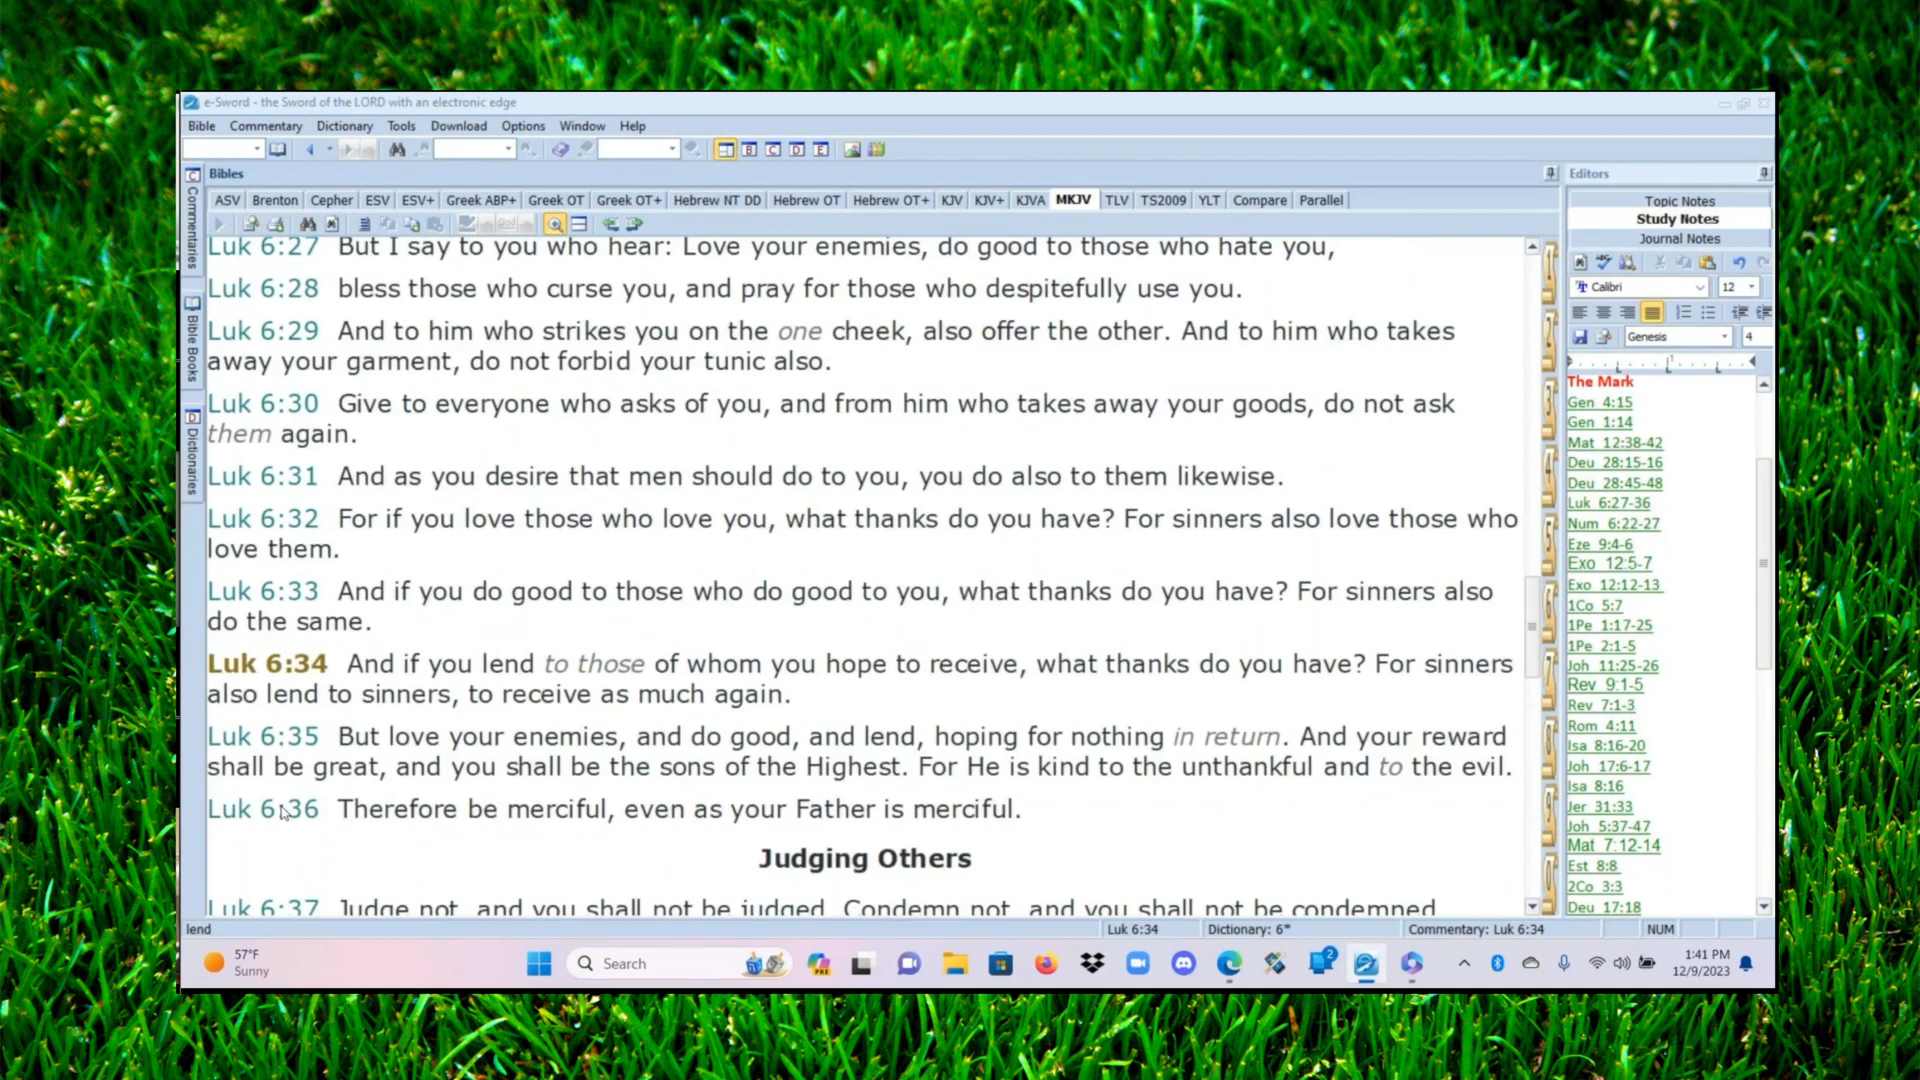 e-Sword - the Sword of the LORD with an electronic edge
Bible Commentary Dictionary Tools Download Options Window Help
B C D E
Bibles
Editors
ASV Brenton Cepher ESV ESV+ Greek ABP+ Greek OT Greek OT+ Hebrew NT DD Hebrew OT Hebrew OT+ KJV KJV+ KJVA MKJV TLV TS2009 YLT Compare Parallel
Commentaries
Bible Books
Dictionaries
Luk 6:27 But I say to you who hear: Love your enemies, do good to those who hate you,
Luk 6:28 bless those who curse you, and pray for those who despitefully use you.
Luk 6:29 And to him who strikes you on the one cheek, also offer the other. And to him who takes
away your garment, do not forbid your tunic also.
Luk 6:30 Give to everyone who asks of you, and from him who takes away your goods, do not ask
them again.
Luk 6:31 And as you desire that men should do to you, you do also to them likewise.
Luk 6:32 For if you love those who love you, what thanks do you have? For sinners also love those who
love them.
Luk 6:33 And if you do good to those who do good to you, what thanks do you have? For sinners also
do the same.
Luk 6:34 And if you lend to those of whom you hope to receive, what thanks do you have? For sinners
also lend to sinners, to receive as much again.
Luk 6:35 But love your enemies, and do good, and lend, hoping for nothing in return. And your reward
shall be great, and you shall be the sons of the Highest. For He is kind to the unthankful and to the evil.
Luk 6:36 Therefore be merciful, even as your Father is merciful.
Judging Others
Luk 6:37 Judge not, and you shall not be judged. Condemn not, and you shall not be condemned.
1
2
3
4
5
6
7
8
9
0
Topic Notes
Study Notes
Journal Notes
Calibri 12
Genesis 4
The Mark
Gen 4:15
Gen 1:14
Mat 12:38-42
Deu 28:15-16
Deu 28:45-48
Luk 6:27-36
Num 6:22-27
Eze 9:4-6
Exo 12:5-7
Exo 12:12-13
1Co 5:7
1Pe 1:17-25
1Pe 2:1-5
Joh 11:25-26
Rev 9:1-5
Rev 7:1-3
Rom 4:11
Isa 8:16-20
Joh 17:6-17
Isa 8:16
Jer 31:33
Joh 5:37-47
Mat 7:12-14
Est 8:8
2Co 3:3
Deu 17:18
lend Luk 6:34 Dictionary: 6* Commentary: Luk 6:34 NUM
57°F
Sunny
Search
PRE
2
1:41 PM
12/9/2023